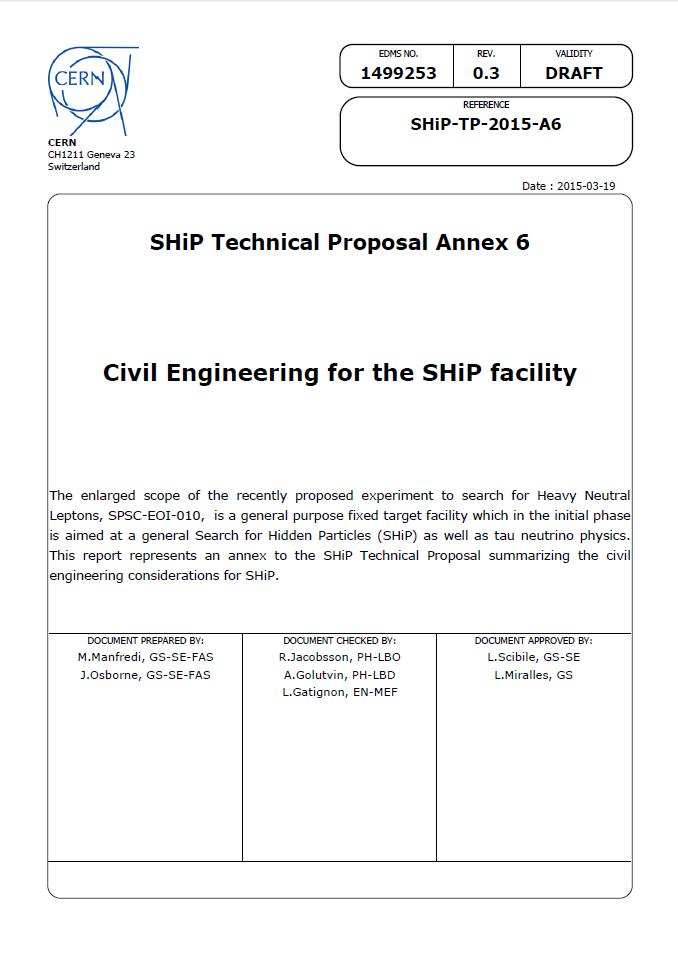 CERN
CERN
CH1211 Geneva 23
Switzerland
EDMS NO.
1499253
REV.
0.3
VALIDITY
DRAFT
REFERENCE
SHiP-TP-2015-A6
Date : 2015-03-19
SHiP Technical Proposal Annex 6
Civil Engineering for the SHiP facility
The enlarged scope of the recently proposed experiment to search for Heavy Neutral
Leptons, SPSC-EOI-010, is a general purpose fixed target facility which in the initial phase
is aimed at a general Search for Hidden Particles (SHiP) as well as tau neutrino physics.
This report represents an annex to the SHiP Technical Proposal summarizing the civil
engineering considerations for SHiP.
DOCUMENT PREPARED BY:
M.Manfredi, GS-SE-FAS
J.Osborne, GS-SE-FAS
DOCUMENT CHECKED BY:
R.Jacobsson, PH-LBO
A.Golutvin, PH-LBD
L.Gatignon, EN-MEF
DOCUMENT APPROVED BY:
L.Scibile, GS-SE
L.Miralles, GS